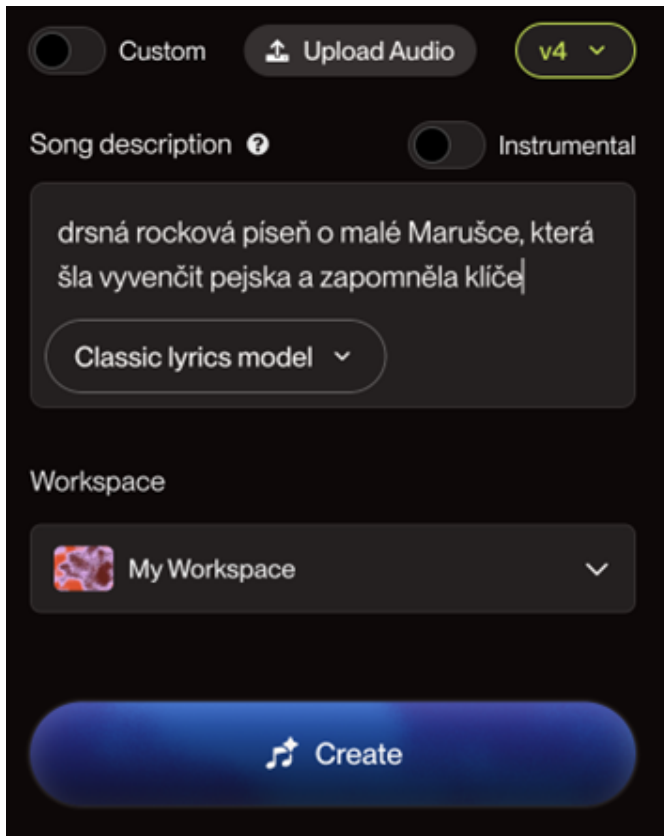 Custom
Upload Audio
v4
Song description ?
Instrumental
drsná rocková píseň o malé Marušce, která
šla vyvenčit pejska a zapomněla klíče
Classic lyrics model
Workspace
My Workspace
Create